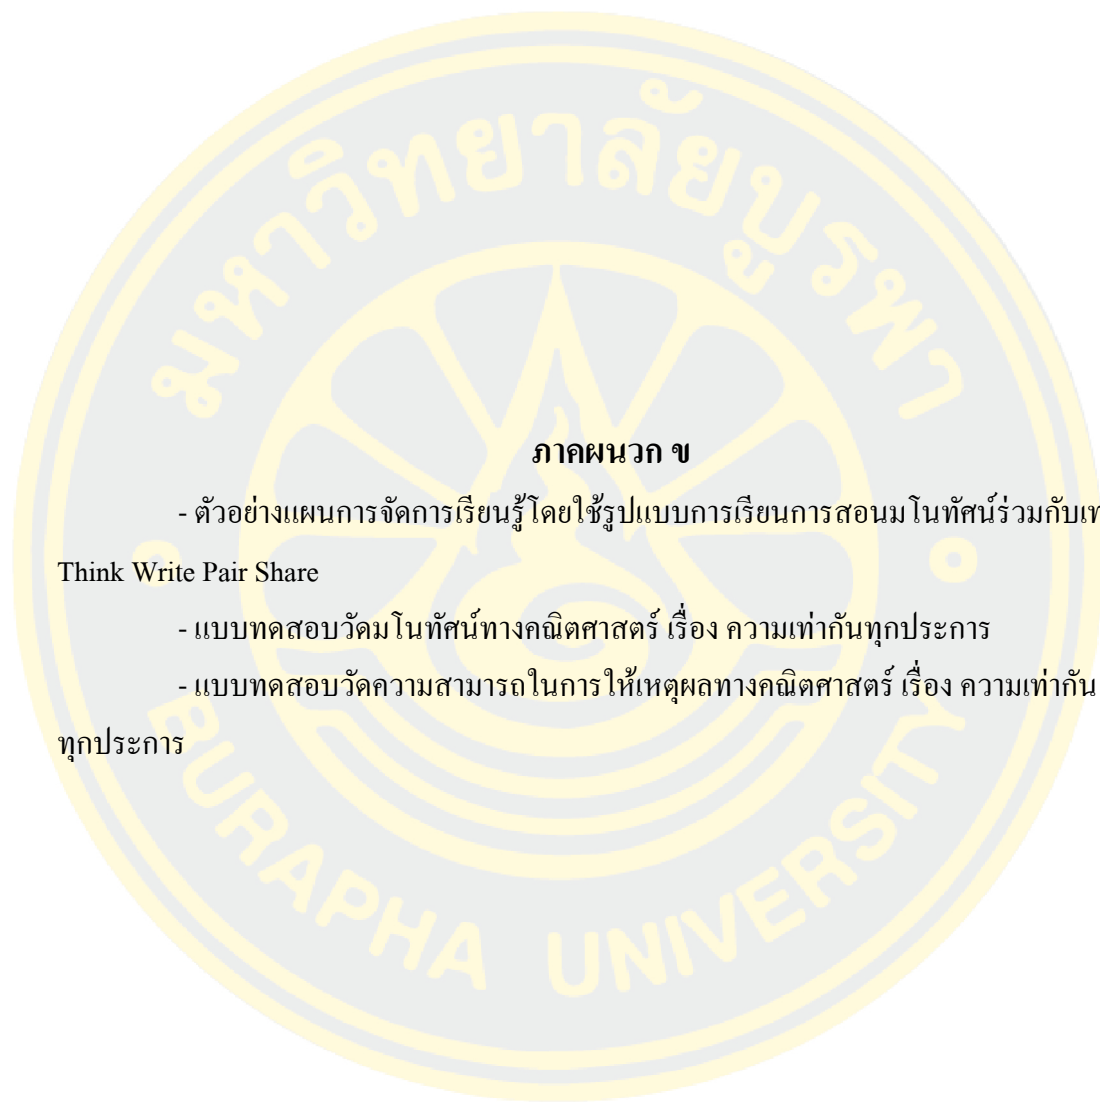 มหาวิทยาลัยบูรพา
ภาคผนวก ข
- ตัวอย่างแผนการจัดการเรียนรู้โดยใช้รูปแบบการเรียนการสอนมโนทัศน์ร่วมกับ
Think Write Pair Share
- แบบทดสอบวัดมโนทัศน์ทางคณิตศาสตร์ เรื่อง ความเท่ากันทุกประการ
- แบบทดสอบวัดความสามารถในการให้เหตุผลทางคณิตศาสตร์ เรื่อง ความเท่ากัน
ทุกประการ
BURAPHA UNIVERSITY